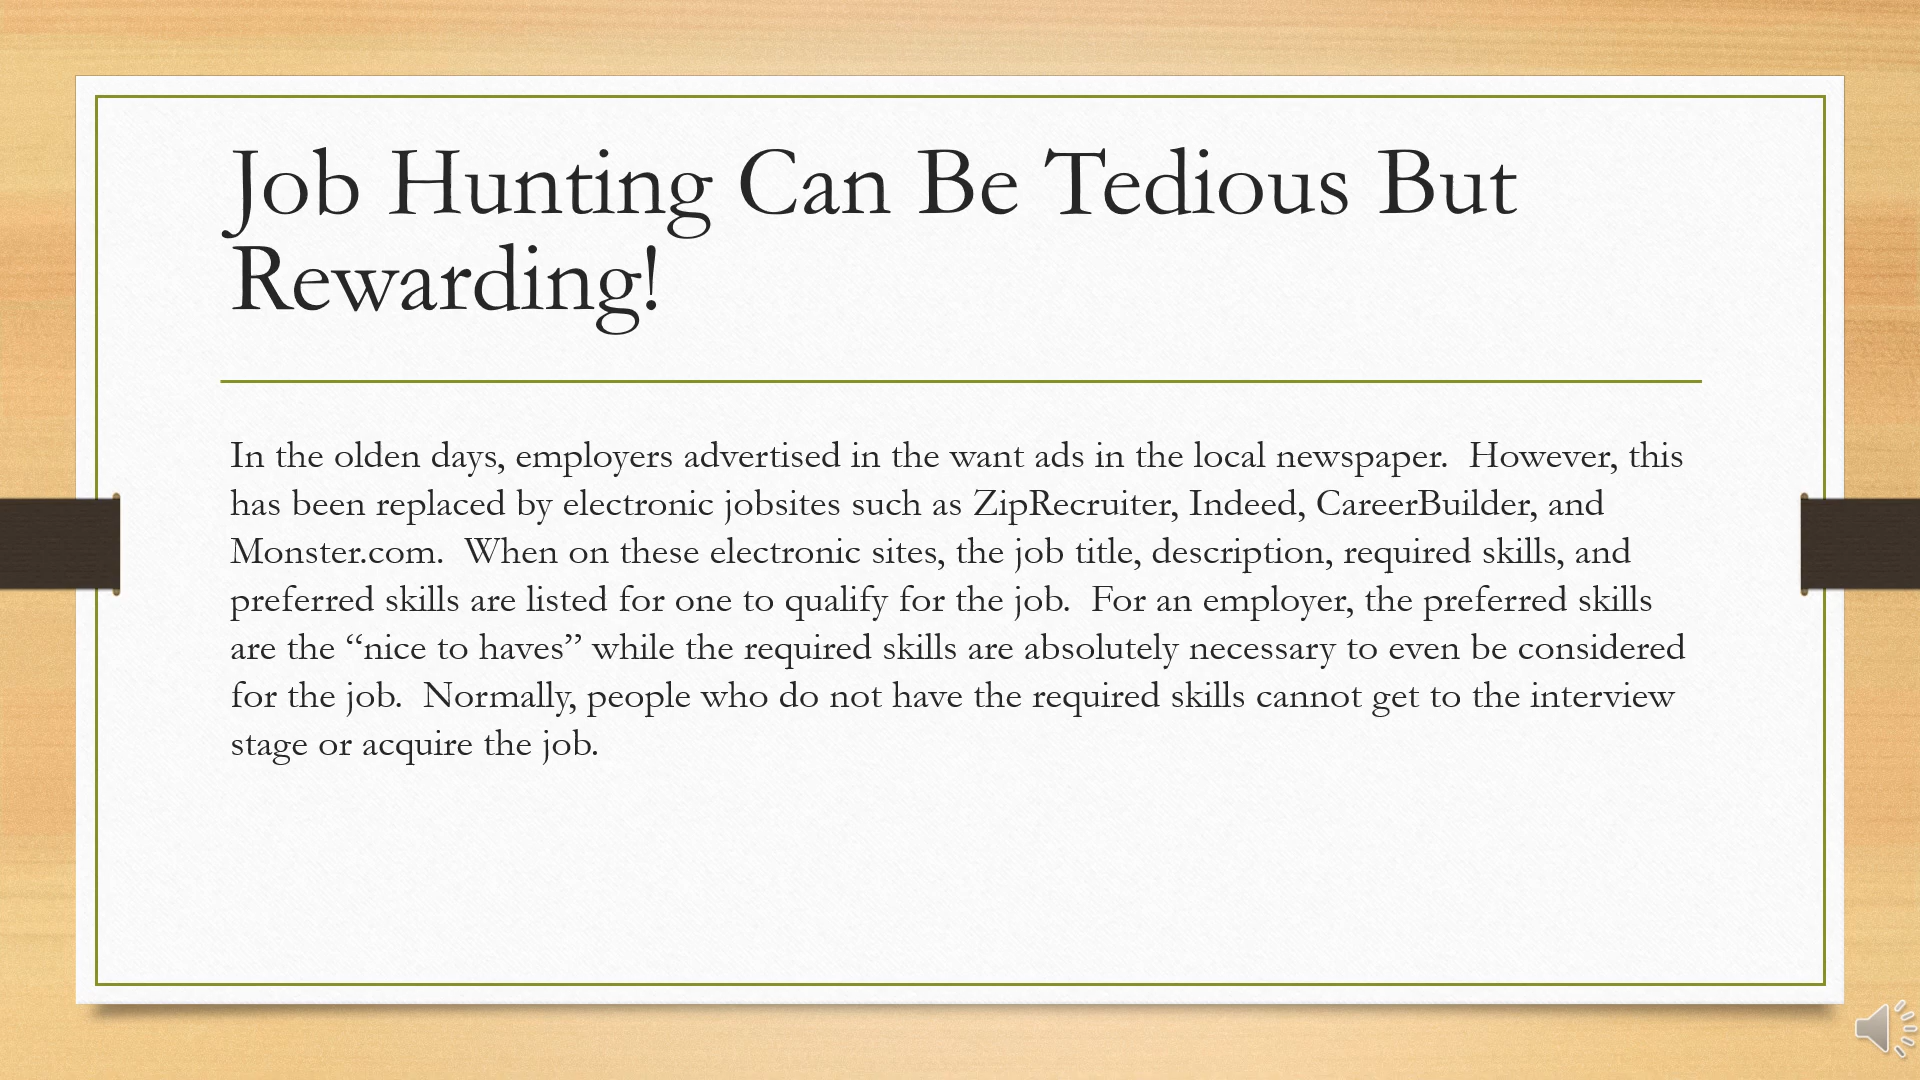 Job Hunting Can Be Tedious But
Rewarding!
In the olden days, employers advertised in the want ads in the local newspaper.  However, this
has been replaced by electronic jobsites such as ZipRecruiter, Indeed, CareerBuilder, and
Monster.com.  When on these electronic sites, the job title, description, required skills, and
preferred skills are listed for one to qualify for the job.  For an employer, the preferred skills
are the “nice to haves” while the required skills are absolutely necessary to even be considered
for the job.  Normally, people who do not have the required skills cannot get to the interview
stage or acquire the job.